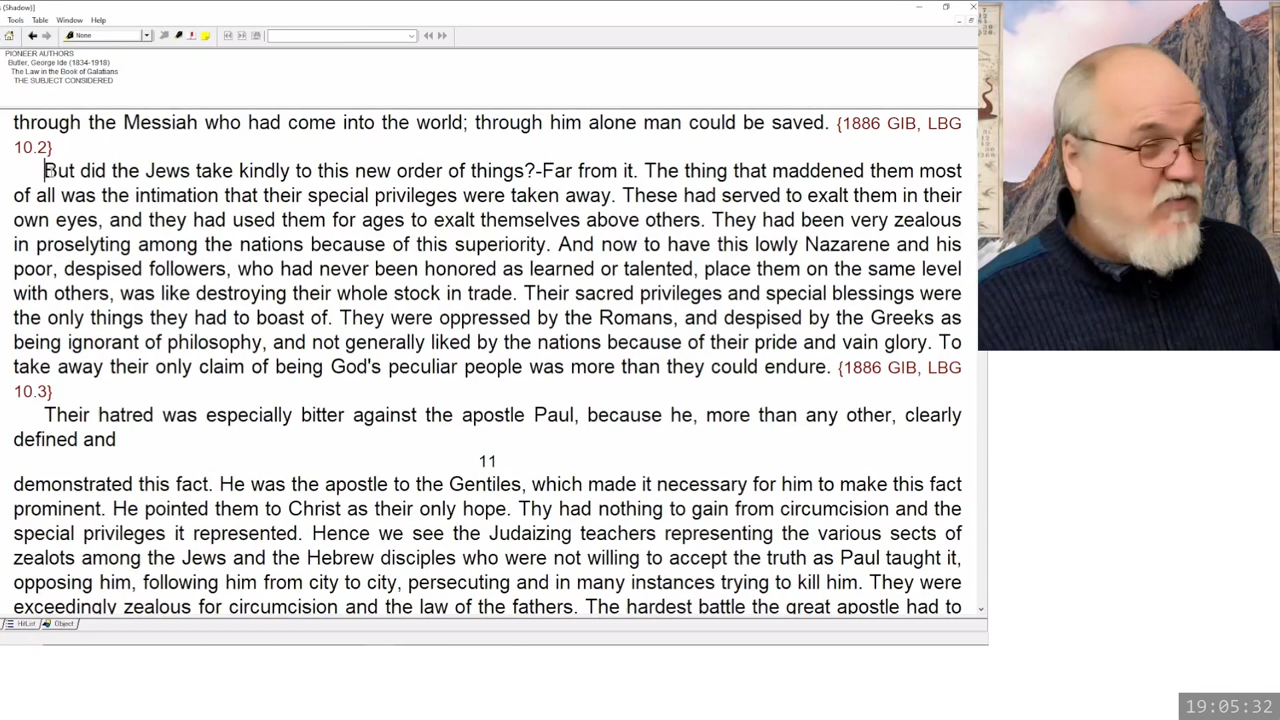 s (Shadow)]
Tools Table Window Help
None
PIONEER AUTHORS
Butler, George Ide (1834-1918)
The Law in the Book of Galatians
THE SUBJECT CONSIDERED
through the Messiah who had come into the world; through him alone man could be saved. {1886 GIB, LBG
10.2}
But did the Jews take kindly to this new order of things?-Far from it. The thing that maddened them most
of all was the intimation that their special privileges were taken away. These had served to exalt them in their
own eyes, and they had used them for ages to exalt themselves above others. They had been very zealous
in proselyting among the nations because of this superiority. And now to have this lowly Nazarene and his
poor, despised followers, who had never been honored as learned or talented, place them on the same level
with others, was like destroying their whole stock in trade. Their sacred privileges and special blessings were
the only things they had to boast of. They were oppressed by the Romans, and despised by the Greeks as
being ignorant of philosophy, and not generally liked by the nations because of their pride and vain glory. To
take away their only claim of being God's peculiar people was more than they could endure. {1886 GIB, LBG
10.3}
Their hatred was especially bitter against the apostle Paul, because he, more than any other, clearly
defined and
11
demonstrated this fact. He was the apostle to the Gentiles, which made it necessary for him to make this fact
prominent. He pointed them to Christ as their only hope. Thy had nothing to gain from circumcision and the
special privileges it represented. Hence we see the Judaizing teachers representing the various sects of
zealots among the Jews and the Hebrew disciples who were not willing to accept the truth as Paul taught it,
opposing him, following him from city to city, persecuting and in many instances trying to kill him. They were
exceedingly zealous for circumcision and the law of the fathers. The hardest battle the great apostle had to
HitList Object
19:05:32